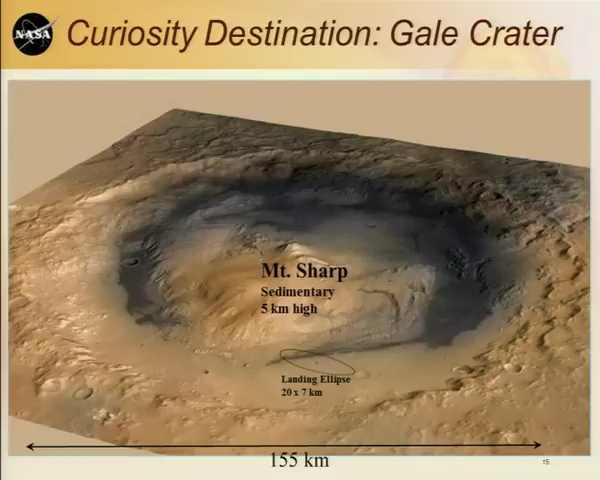 NASA
Curiosity Destination: Gale Crater
Mt. Sharp
Sedimentary
5 km high
Landing Ellipse
20 x 7 km
155 km
15